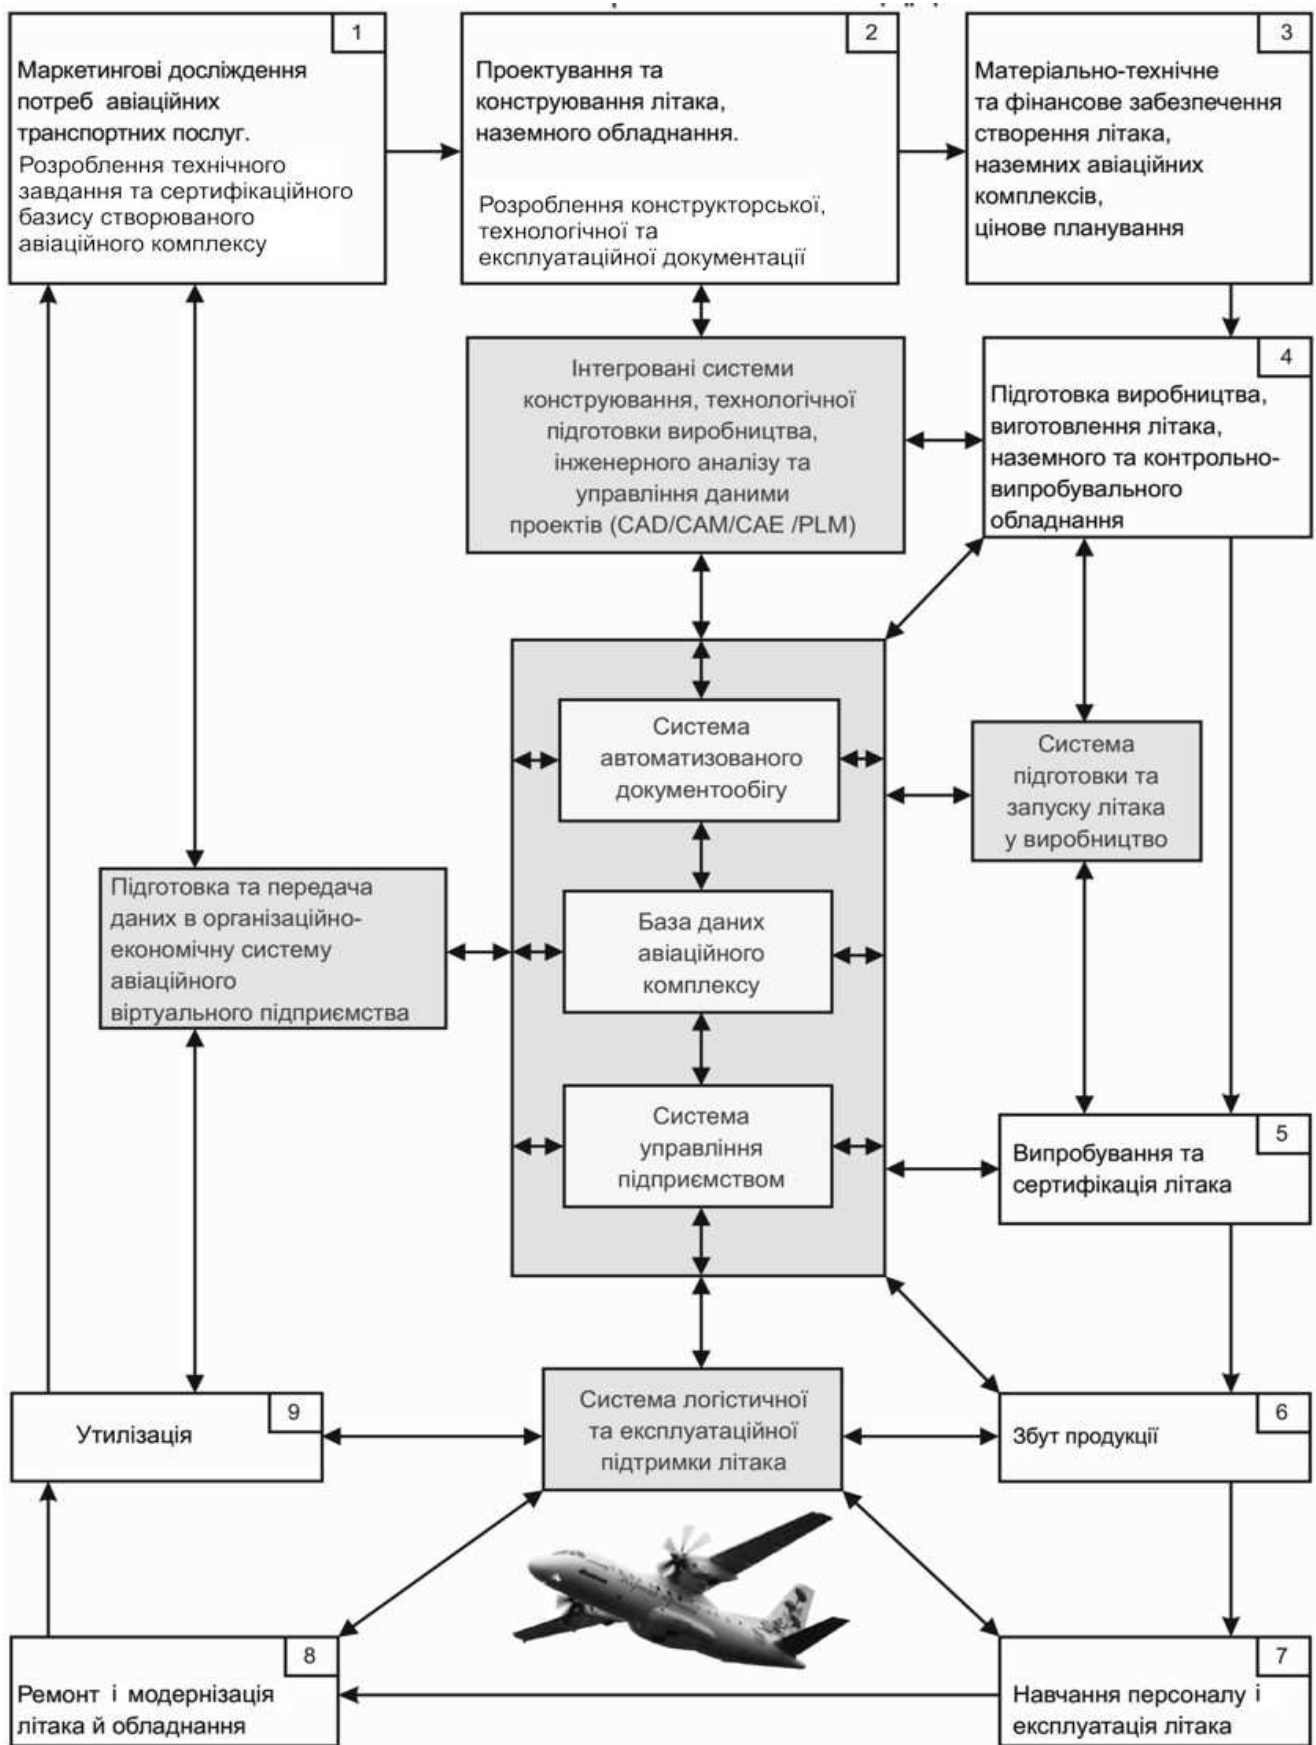 1
Маркетингові дослідження
потреб авіаційних
транспортних послуг.
Розроблення технічного
завдання та сертифікаційного
базису створюваного
авіаційного комплексу
2
Проектування та
конструювання літака,
наземного обладнання.
Розроблення конструкторської,
технологічної та
експлуатаційної документації
3
Матеріально-технічне
та фінансове забезпечення
створення літака,
наземних авіаційних
комплексів,
цінове планування
Інтегровані системи
конструювання, технологічної
підготовки виробництва,
інженерного аналізу та
управління даними
проектів (CAD/CAM/CAE /PLM)
4
Підготовка виробництва,
виготовлення літака,
наземного та контрольно-
випробувального
обладнання
Система
автоматизованого
документообігу
Система
підготовки та
запуску літака
у виробництво
Підготовка та передача
даних в організаційно-
економічну систему
авіаційного
віртуального підприємства
База даних
авіаційного
комплексу
Система
управління
підприємством
5
Випробування та
сертифікація літака
9
Утилізація
Система логістичної
та експлуатаційної
підтримки літака
6
Збут продукції
8
Ремонт і модернізація
літака й обладнання
7
Навчання персоналу і
експлуатація літака